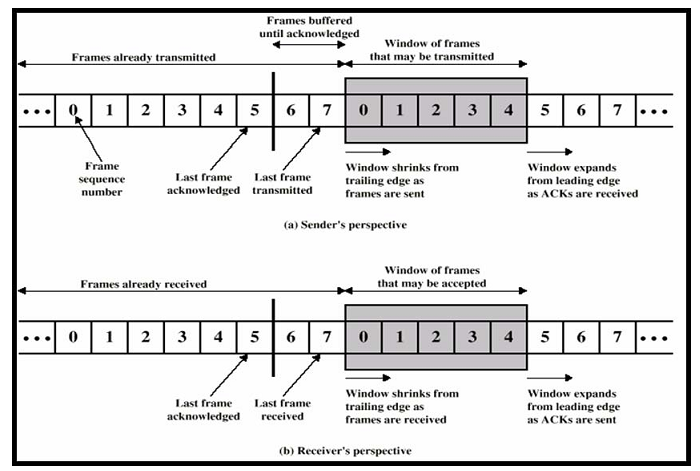 Frames buffered
until acknowledged
Window of frames
that may be transmitted
Frames already transmitted
••• 0 1 2 3 4 5 6 7 0 1 2 3 4 5 6 7 •••
Frame
sequence
number
Last frame
acknowledged
Last frame
transmitted
Window shrinks from
trailing edge as
frames are sent
Window expands
from leading edge
as ACKs are received
(a) Sender's perspective
Window of frames
that may be accepted
Frames already received
••• 0 1 2 3 4 5 6 7 0 1 2 3 4 5 6 7 •••
Last frame
acknowledged
Last frame
received
Window shrinks from
trailing edge as
frames are received
Window expands
from leading edge
as ACKs are sent
(b) Receiver's perspective